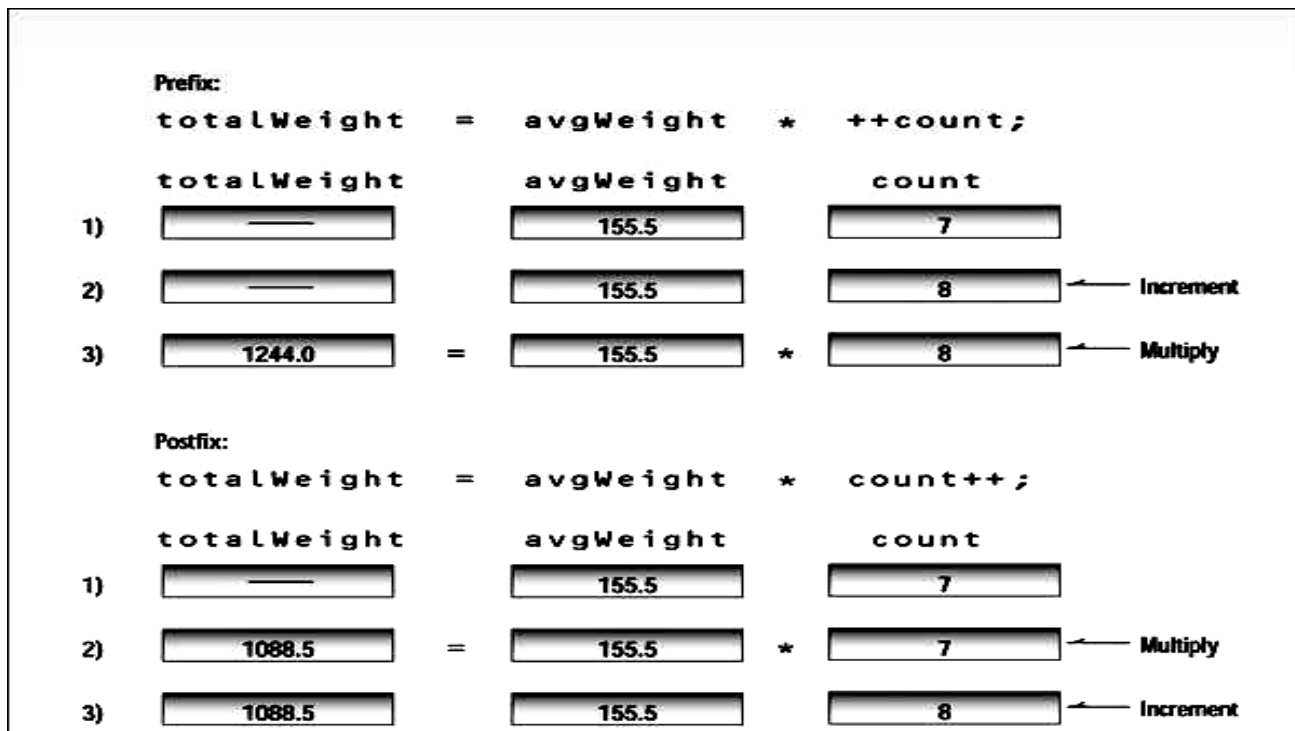 Prefix:
totalWeight = avgWeight * ++count;
totalWeight avgWeight count
1) —— 155.5 7
2) —— 155.5 8 Increment
3) 1244.0 = 155.5 * 8 Multiply
Postfix:
totalWeight = avgWeight * count++;
totalWeight avgWeight count
1) —— 155.5 7
2) 1088.5 = 155.5 * 7 Multiply
3) 1088.5 155.5 8 Increment